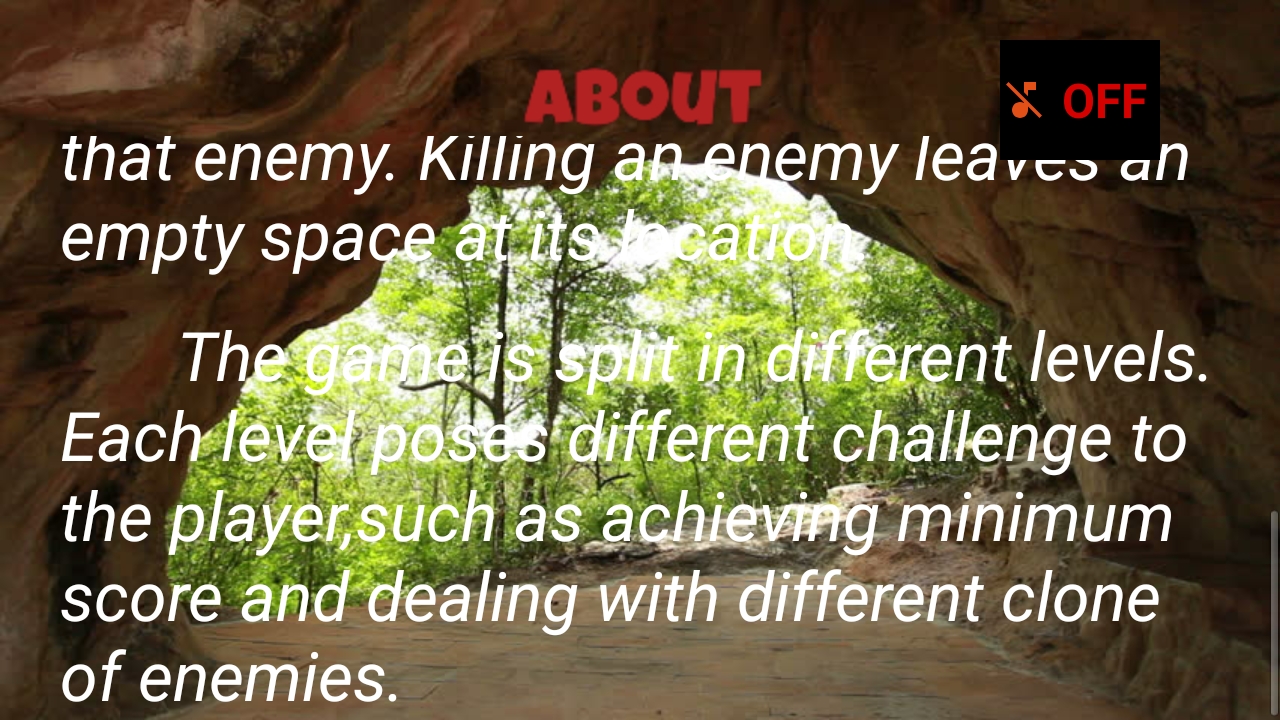 ABOUT
OFF
that enemy. Killing an enemy leaves an
empty space at its location.
The game is split in different levels.
Each level poses different challenge to
the player,such as achieving minimum
score and dealing with different clone
of enemies.